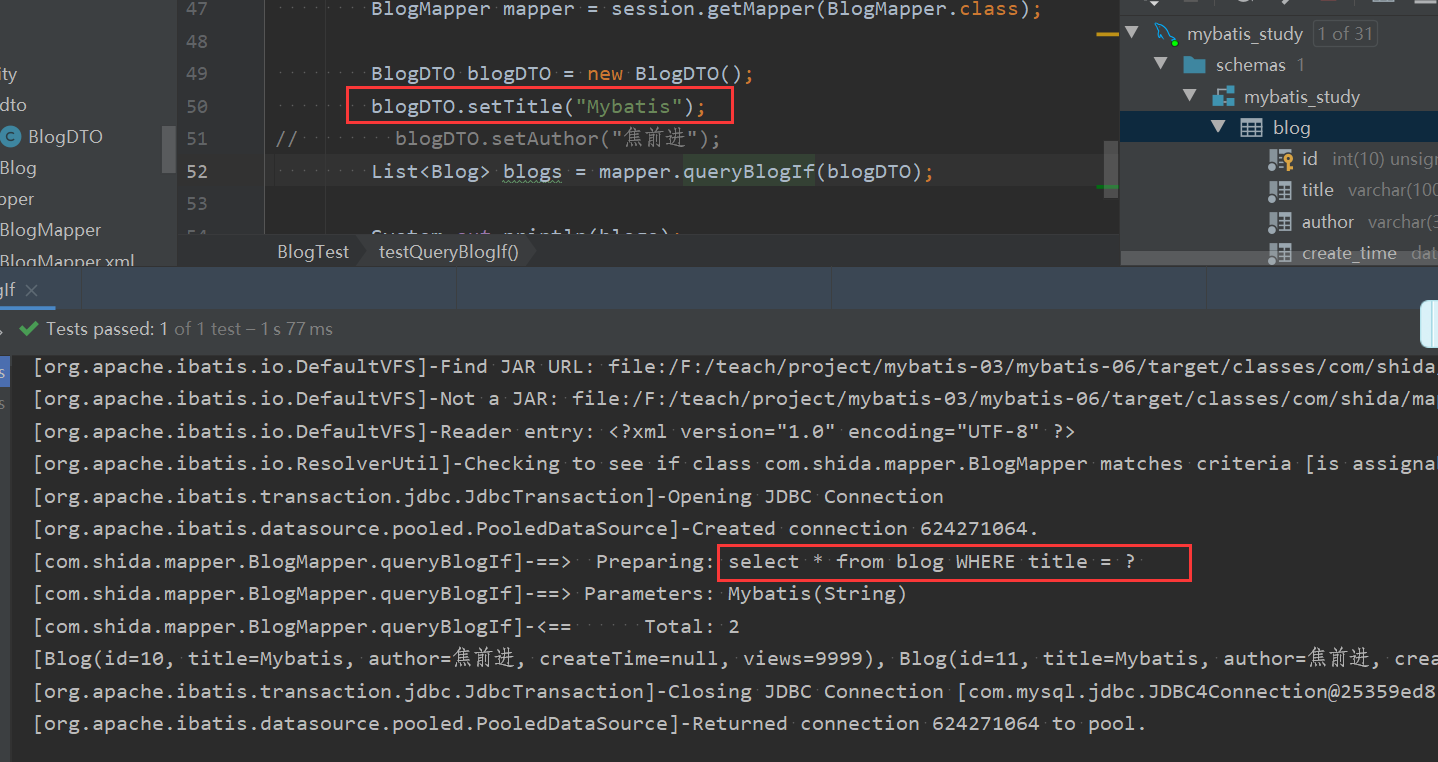 47 BlogMapper mapper = session.getMapper(BlogMapper.class);
48
49 BlogDTO blogDTO = new BlogDTO();
50 blogDTO.setTitle("Mybatis");
51 // blogDTO.setAuthor("焦前进");
52 List<Blog> blogs = mapper.queryBlogIf(blogDTO);
53
54 System.out.println(blogs);
ity
dto
C BlogDTO
Blog
pper
BlogMapper
BlogMapper.xml
BlogTest testQueryBlogIf()
mybatis_study 1 of 31
schemas 1
mybatis_study
blog
id int(10) unsign
title varchar(100
author varchar(3
create_time dat
gIf
Tests passed: 1 of 1 test – 1 s 77 ms
[org.apache.ibatis.io.DefaultVFS]-Find JAR URL: file:/F:/teach/project/mybatis-03/mybatis-06/target/classes/com/shida
[org.apache.ibatis.io.DefaultVFS]-Not a JAR: file:/F:/teach/project/mybatis-03/mybatis-06/target/classes/com/shida/map
[org.apache.ibatis.io.DefaultVFS]-Reader entry: <?xml version="1.0" encoding="UTF-8" ?>
[org.apache.ibatis.io.ResolverUtil]-Checking to see if class com.shida.mapper.BlogMapper matches criteria [is assignab
[org.apache.ibatis.transaction.jdbc.JdbcTransaction]-Opening JDBC Connection
[org.apache.ibatis.datasource.pooled.PooledDataSource]-Created connection 624271064.
[com.shida.mapper.BlogMapper.queryBlogIf]-==>  Preparing: select * from blog WHERE title = ?
[com.shida.mapper.BlogMapper.queryBlogIf]-==> Parameters: Mybatis(String)
[com.shida.mapper.BlogMapper.queryBlogIf]-<==      Total: 2
[Blog(id=10, title=Mybatis, author=焦前进, createTime=null, views=9999), Blog(id=11, title=Mybatis, author=焦前进, crea
[org.apache.ibatis.transaction.jdbc.JdbcTransaction]-Closing JDBC Connection [com.mysql.jdbc.JDBC4Connection@25359ed8
[org.apache.ibatis.datasource.pooled.PooledDataSource]-Returned connection 624271064 to pool.